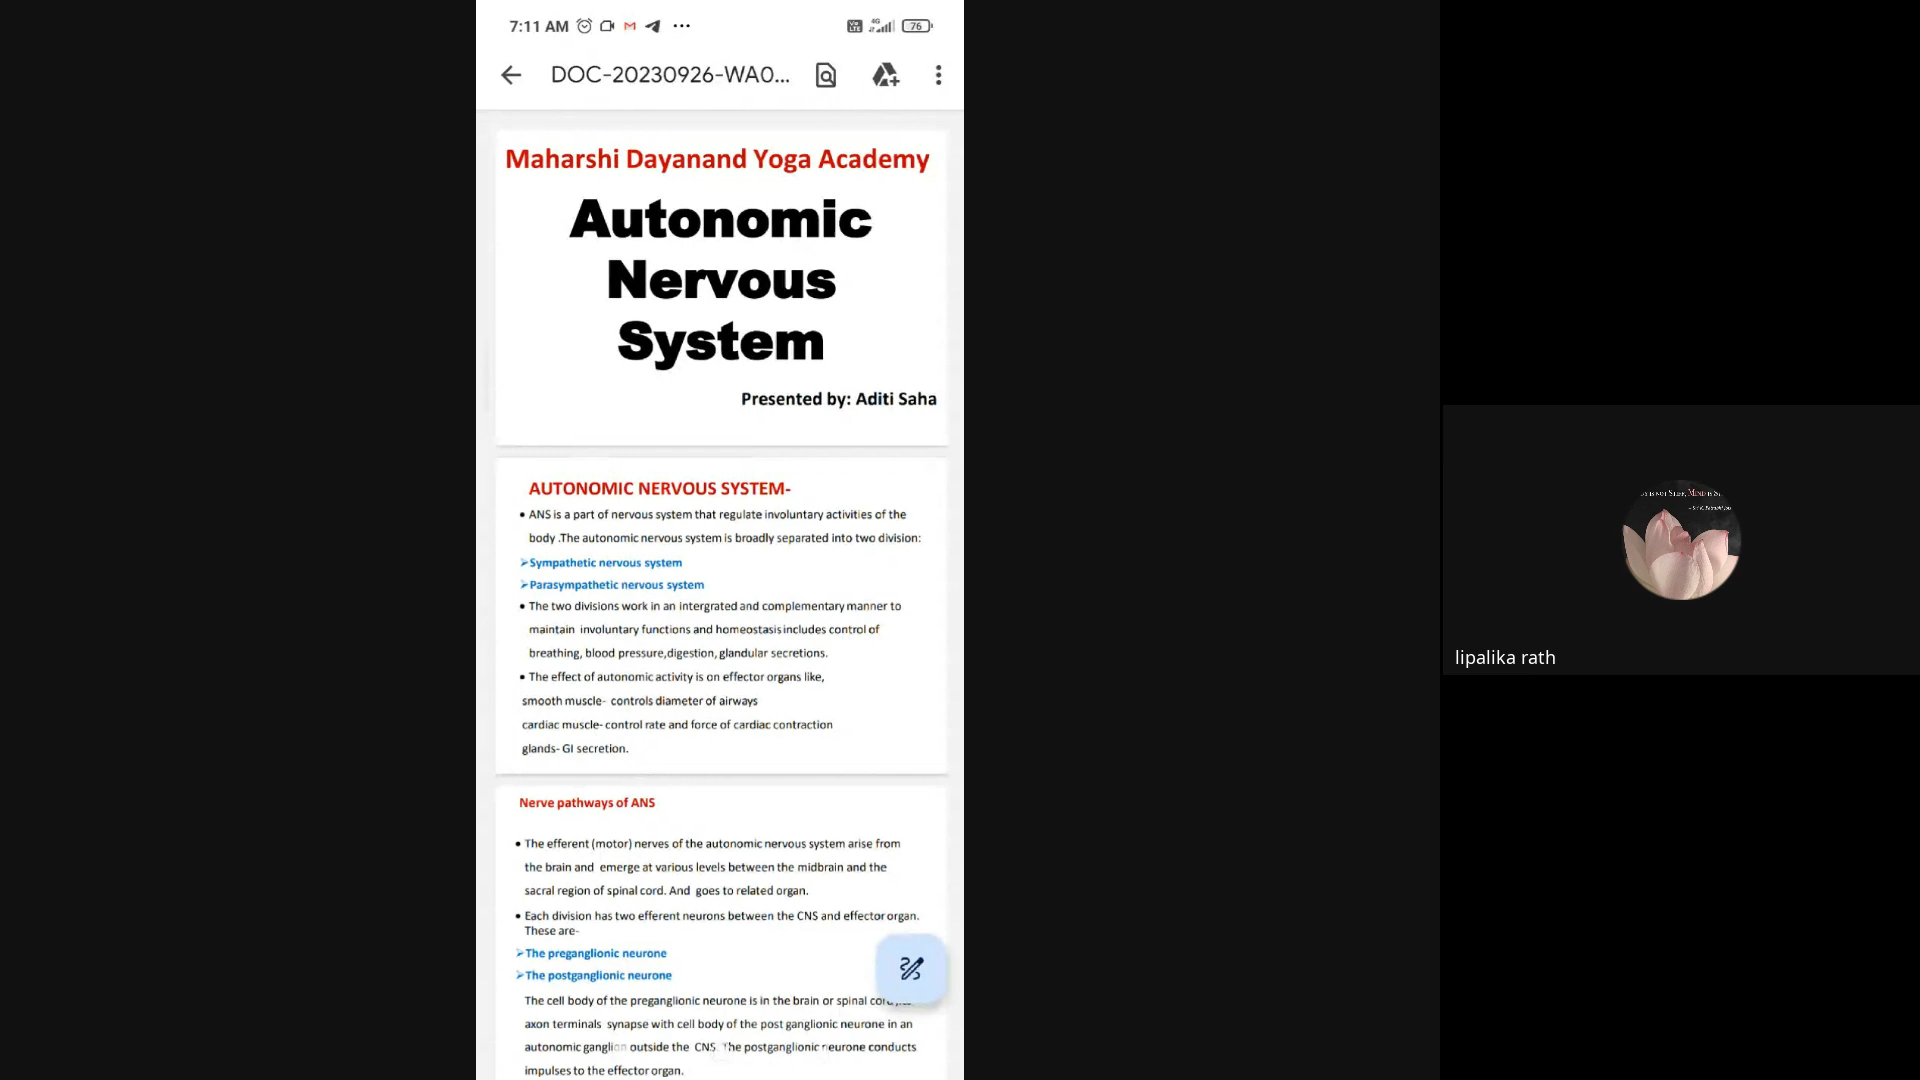 7:11 AM
4G
76
DOC-20230926-WA0...
Maharshi Dayanand Yoga Academy
Autonomic
Nervous
System
Presented by: Aditi Saha
AUTONOMIC NERVOUS SYSTEM-
• ANS is a part of nervous system that regulate involuntary activities of the
body .The autonomic nervous system is broadly separated into two division:
➢Sympathetic nervous system
➢Parasympathetic nervous system
• The two divisions work in an intergrated and complementary manner to
maintain involuntary functions and homeostasis includes control of
breathing, blood pressure,digestion, glandular secretions.
• The effect of autonomic activity is on effector organs like,
smooth muscle- controls diameter of airways
cardiac muscle- control rate and force of cardiac contraction
glands- GI secretion.
Nerve pathways of ANS
• The efferent (motor) nerves of the autonomic nervous system arise from
the brain and emerge at various levels between the midbrain and the
sacral region of spinal cord. And goes to related organ.
• Each division has two efferent neurons between the CNS and effector organ.
These are-
➢The preganglionic neurone
➢The postganglionic neurone
The cell body of the preganglionic neurone is in the brain or spinal
axon terminals synapse with cell body of the post ganglionic neurone in an
autonomic ganglion outside the CNS. The postganglionic neurone conducts
impulses to the effector organ.
lipalika rath